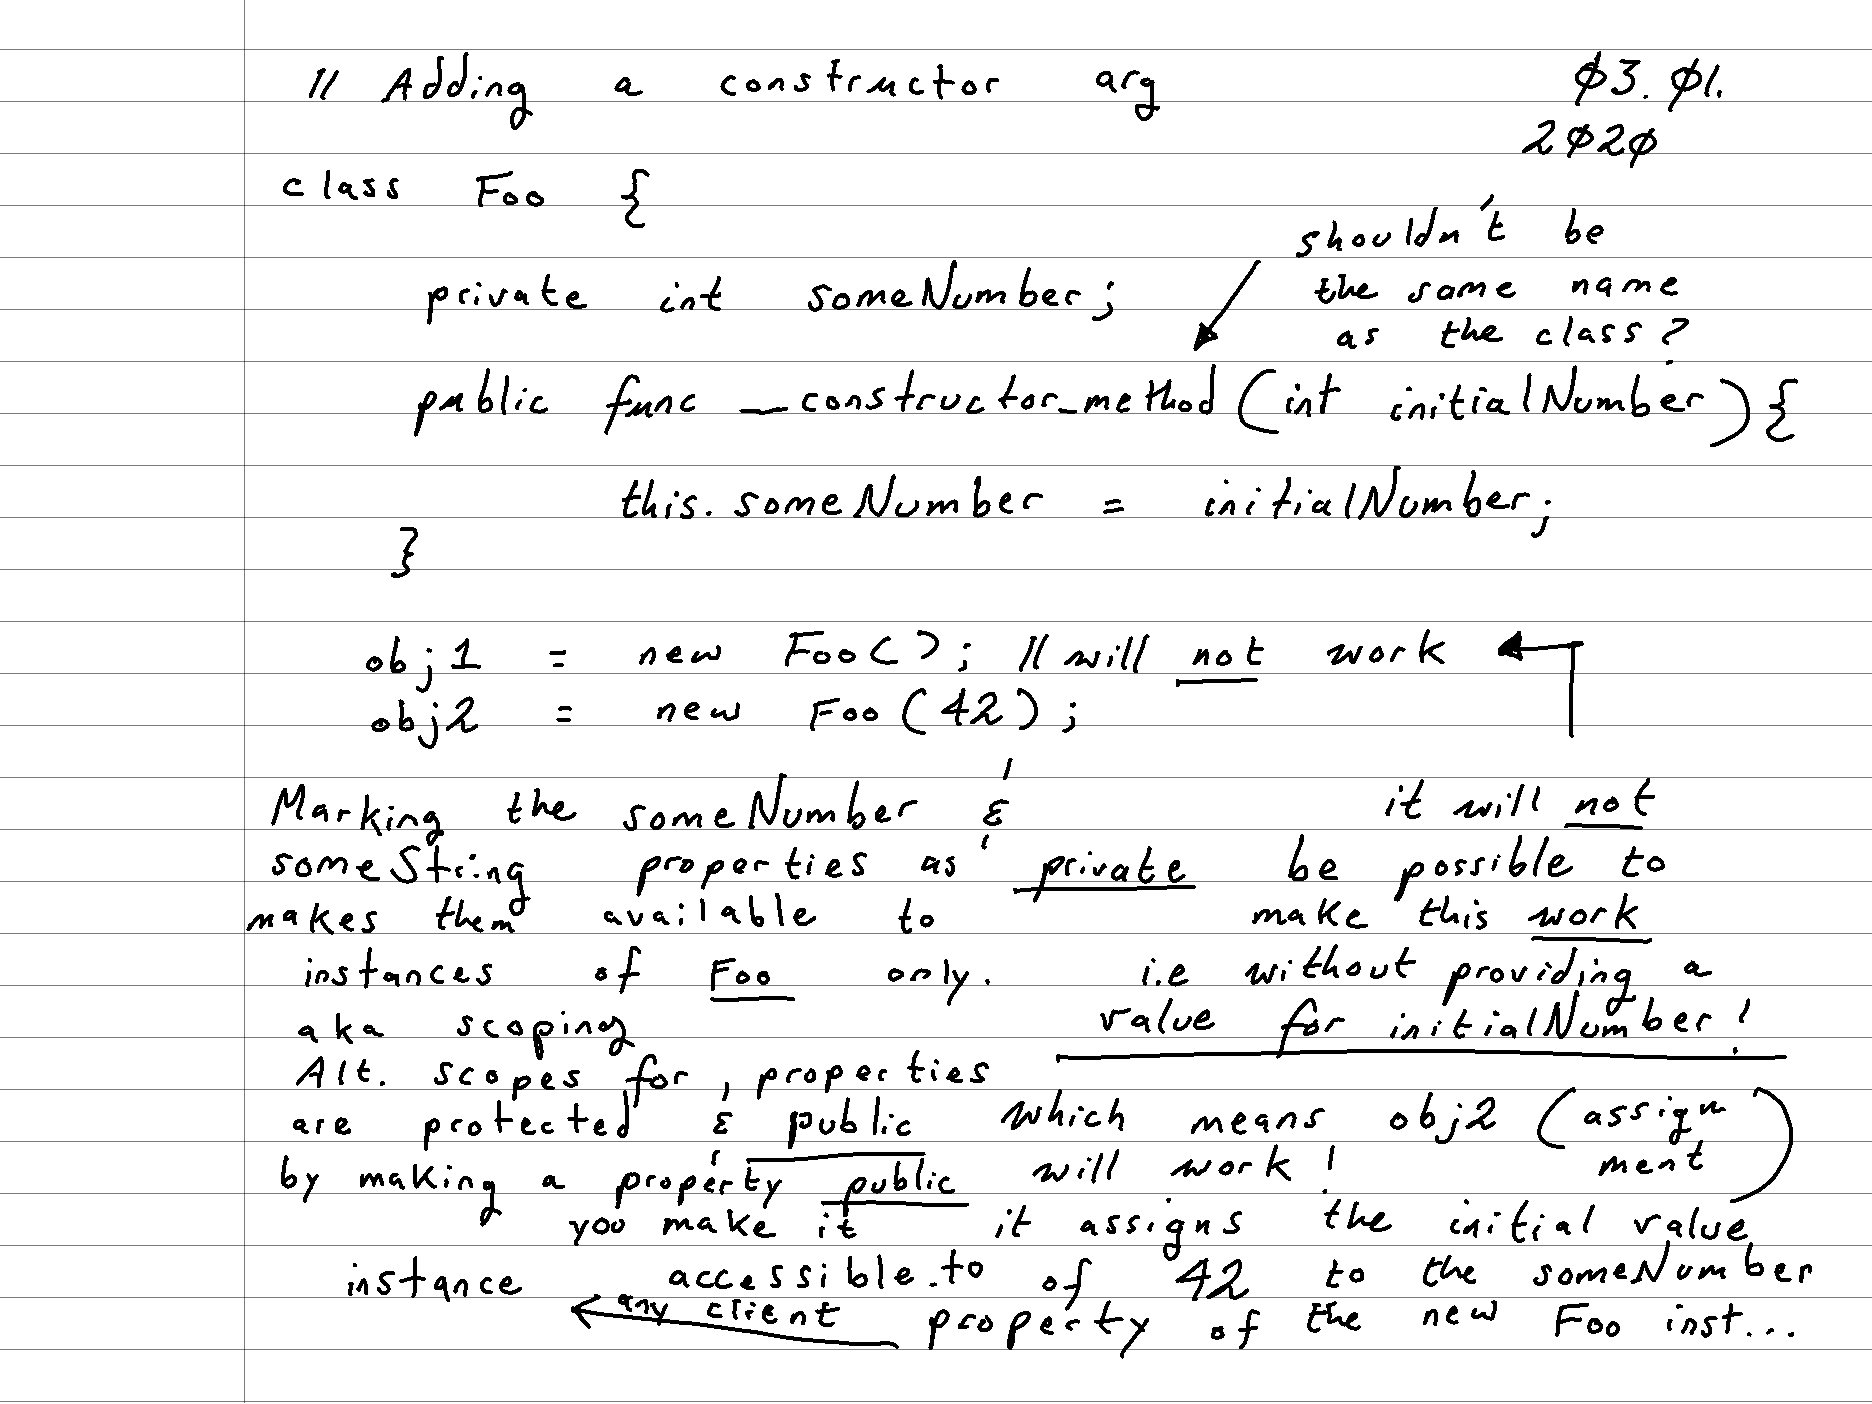 // Adding a constructor arg
03.01.
2020
class Foo {
shouldn't be
the same name
as the class?
private int someNumber;
public func __constructor_method (int initialNumber) {
this.someNumber = initialNumber;
}
obj1 = new Foo(); // will not work
obj2 = new Foo(42);
Marking the someNumber &
someString properties as private
makes them available to
instances of Foo only.
aka scoping
Alt. scopes for properties
are protected & public
by making a property public
you make it
accessible to
any client
it will not
be possible to
make this work
i.e without providing a
value for initialNumber!
which means obj2 (assign
ment)
will work!
it assigns the initial value
of 42 to the someNumber
property of the new Foo inst...
instance